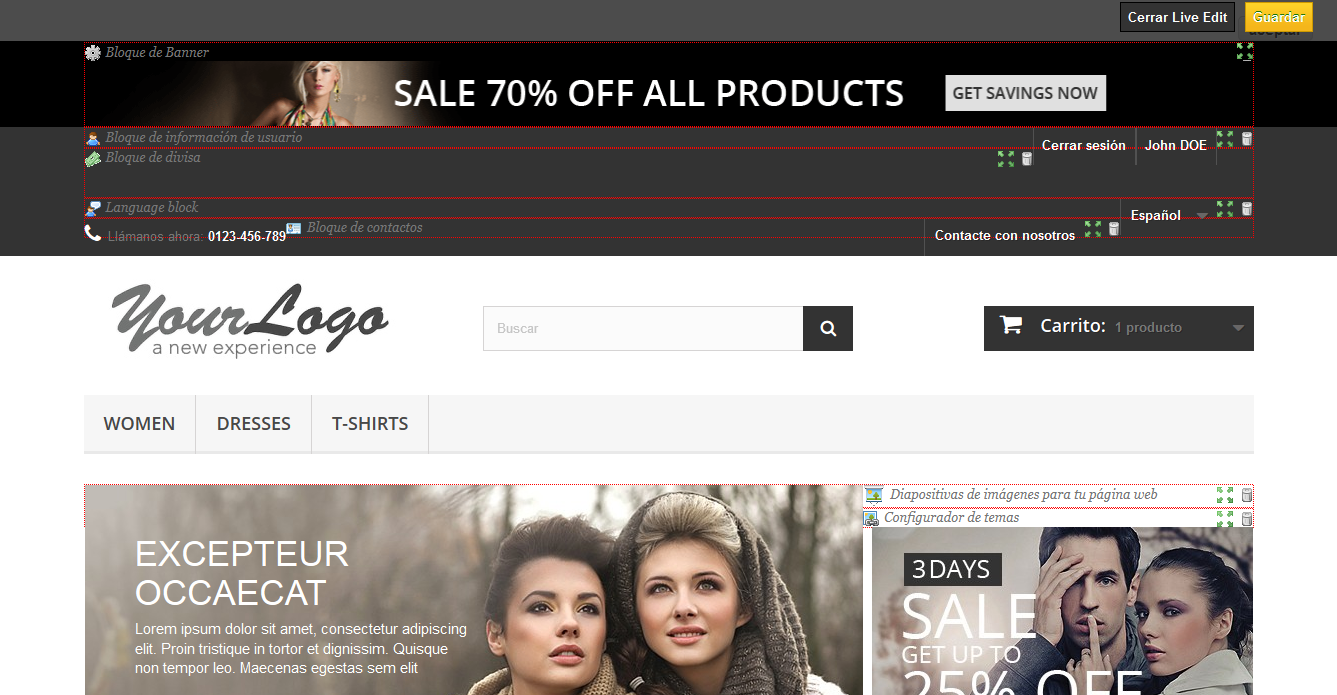 Cerrar Live Edit
Guardar
Bloque de Banner
SALE 70% OFF ALL PRODUCTS
GET SAVINGS NOW
Bloque de información de usuario
Cerrar sesión
John DOE
Bloque de divisa
Language block
Español
Llámanos ahora: 0123-456-789
Bloque de contactos
Contacte con nosotros
YourLogo
a new experience
Buscar
Carrito: 1 producto
WOMEN
DRESSES
T-SHIRTS
Diapositivas de imágenes para tu página web
Configurador de temas
EXCEPTEUR
OCCAECAT
Lorem ipsum dolor sit amet, consectetur adipiscing
elit. Proin tristique in tortor et dignissim. Quisque
non tempor leo. Maecenas egestas sem elit
3DAYS
SALE
GET UP TO
25% OFF